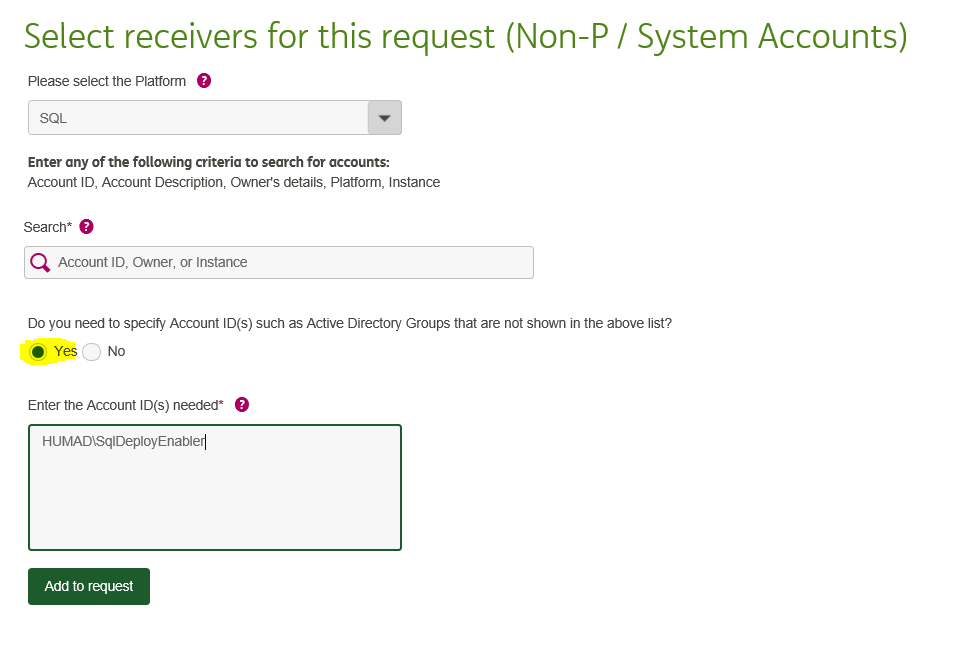 Select receivers for this request (Non-P / System Accounts)
Please select the Platform ?
SQL
Enter any of the following criteria to search for accounts:
Account ID, Account Description, Owner's details, Platform, Instance
Search* ?
Account ID, Owner, or Instance
Do you need to specify Account ID(s) such as Active Directory Groups that are not shown in the above list?
Yes No
Enter the Account ID(s) needed* ?
HUMAD\SqlDeployEnabler
Add to request